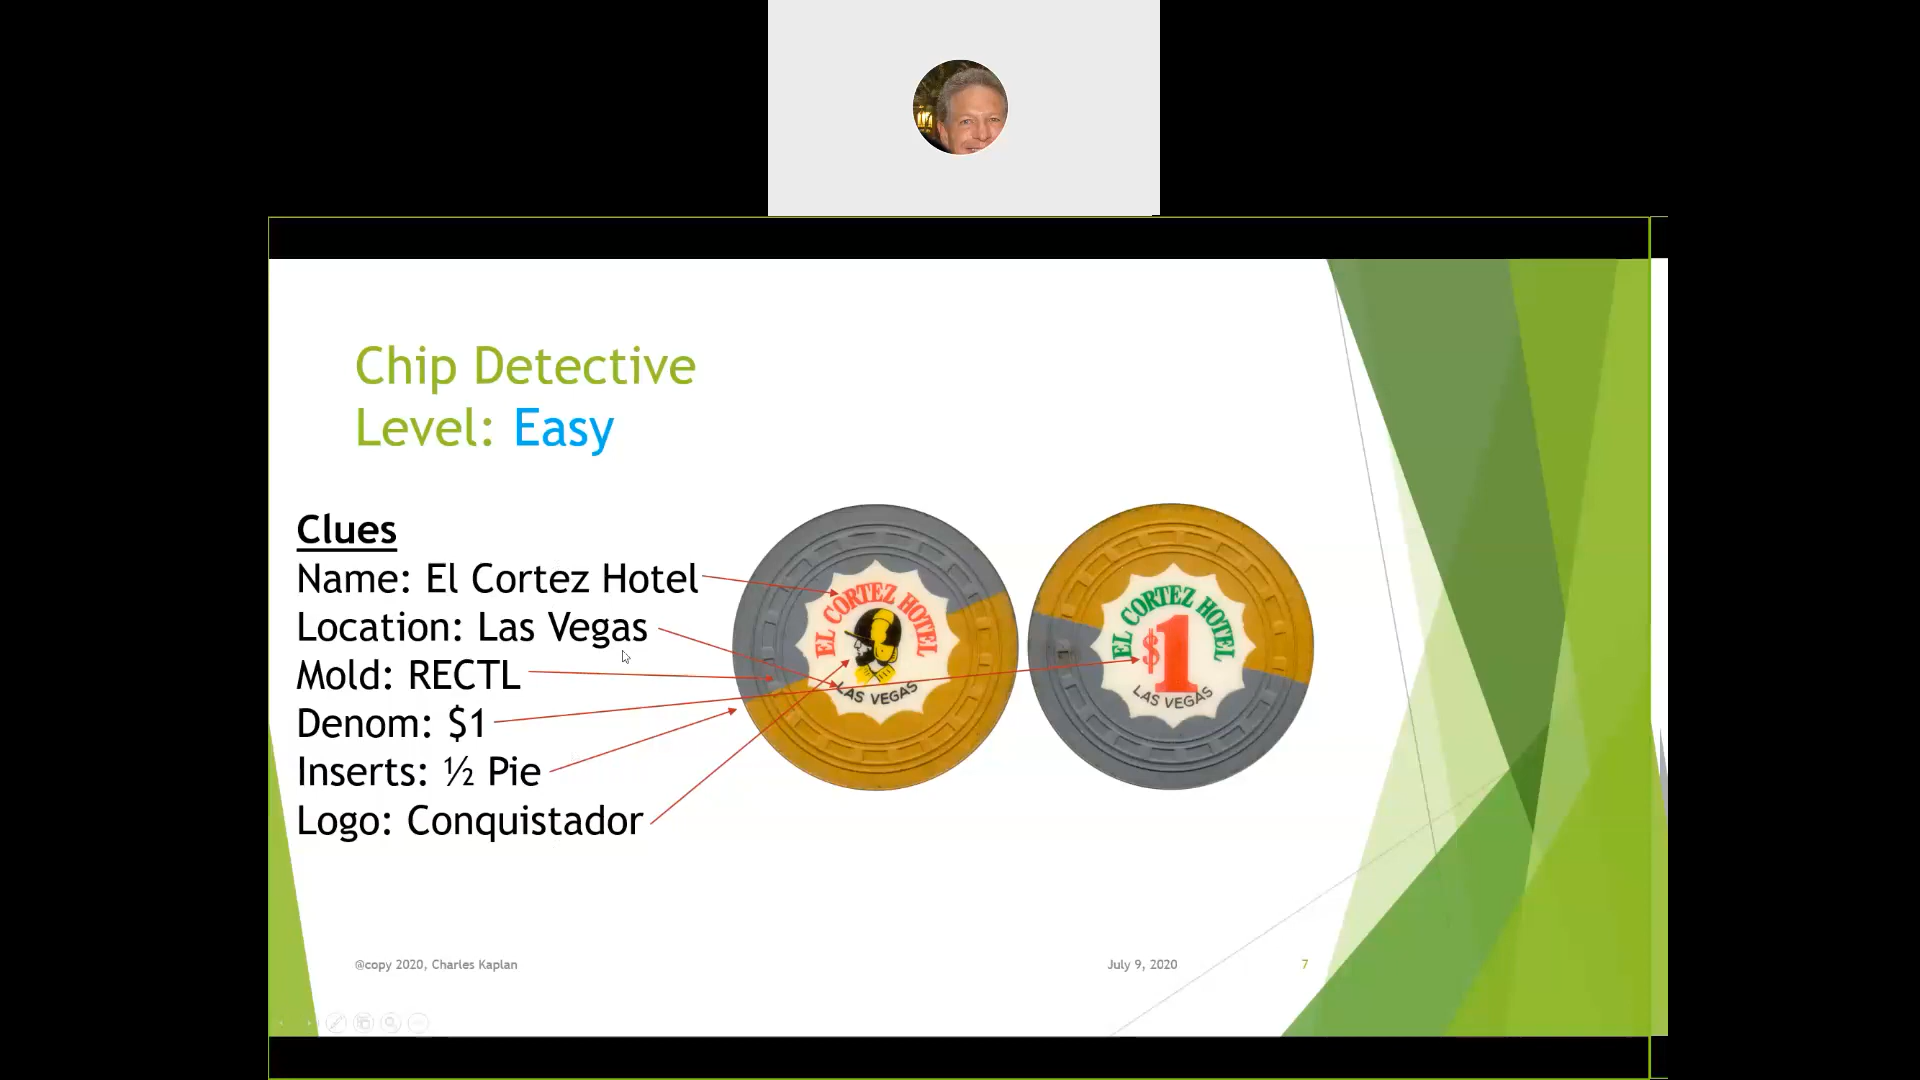 Chip Detective
Level: Easy
Clues
Name: El Cortez Hotel
Location: Las Vegas
Mold: RECTL
Denom: $1
Inserts: ½ Pie
Logo: Conquistador
EL CORTEZ HOTEL
LAS VEGAS
EL CORTEZ HOTEL
$1
LAS VEGAS
@copy 2020, Charles Kaplan
July 9, 2020
7